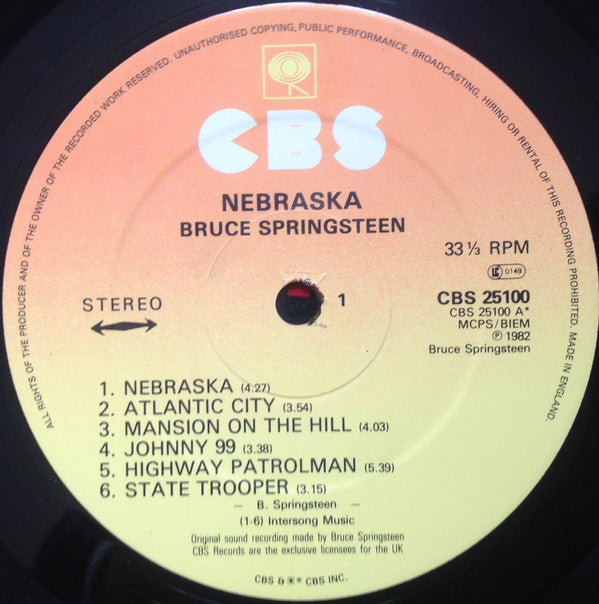 ALL RIGHTS OF THE PRODUCER AND OF THE OWNER OF THE RECORDED WORK RESERVED. UNAUTHORISED COPYING, PUBLIC PERFORMANCE, BROADCASTING, HIRING OR RENTAL OF THIS RECORDING PROHIBITED. MADE IN ENGLAND.
CBS
NEBRASKA
BRUCE SPRINGSTEEN
33 ⅓ RPM
LC 0149
STEREO
1
CBS 25100
CBS 25100 A*
MCPS/BIEM
℗ 1982
Bruce Springsteen
1. NEBRASKA (4:27)
2. ATLANTIC CITY (3.54)
3. MANSION ON THE HILL (4.03)
4. JOHNNY 99 (3.38)
5. HIGHWAY PATROLMAN (5.39)
6. STATE TROOPER (3.15)
– B. Springsteen –
(1-6) Intersong Music
Original sound recording made by Bruce Springsteen
CBS Records are the exclusive licensees for the UK
CBS & ⁕® CBS INC.